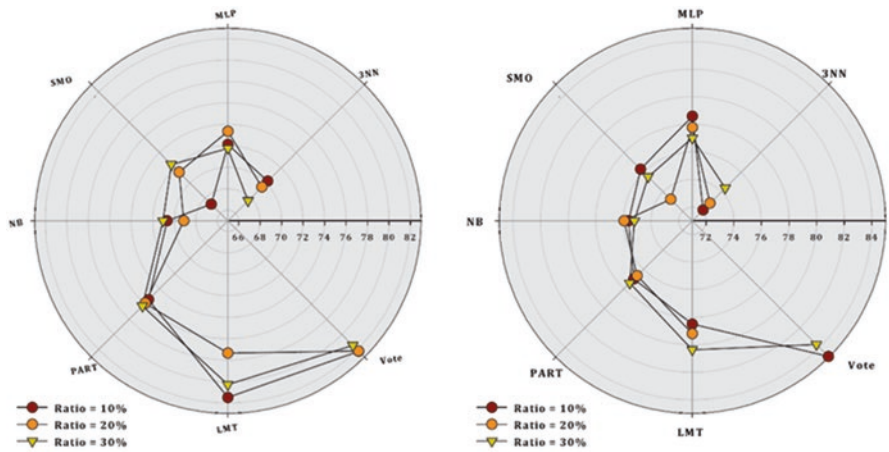 MLP
3NN
SMO
NB
66 68 70 72 74 76 78 80 82
PART
Vote
LMT
Ratio = 10%
Ratio = 20%
Ratio = 30%
MLP
3NN
SMO
NB
72 74 76 78 80 82 84
PART
Vote
LMT
Ratio = 10%
Ratio = 20%
Ratio = 30%